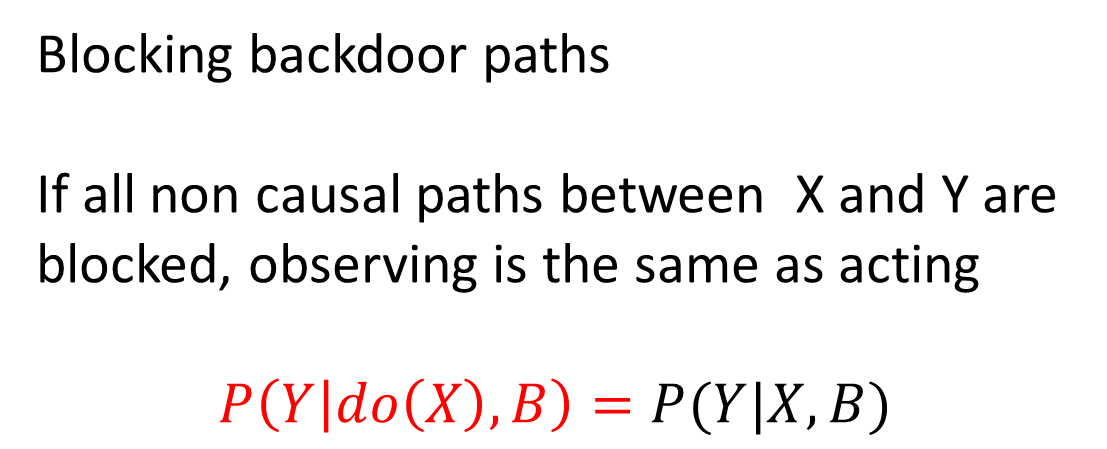 Blocking backdoor paths
If all non causal paths between  X and Y are
blocked, observing is the same as acting
P(Y|do(X), B) = P(Y|X, B)